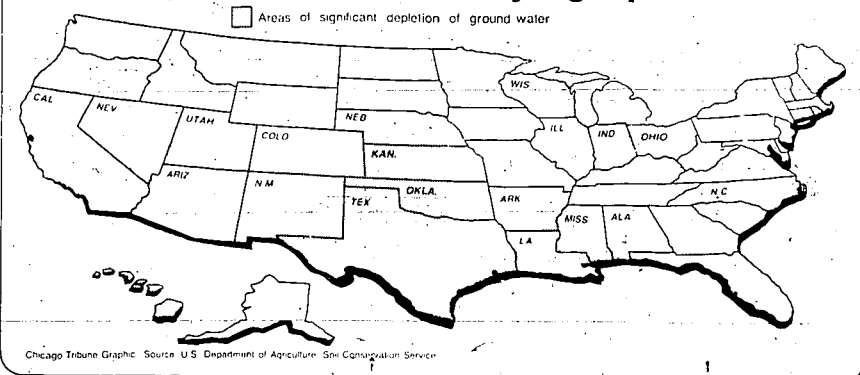 Areas of significant depletion of ground water
WIS
CAL
NEV
UTAH
NEB
COLO
ILL
IND
OHIO
KAN.
ARIZ
N M
TEX
OKLA.
ARK
N C
MISS
ALA
LA
Chicago Tribune Graphic Source U S Department of Agriculture Soil Conservation Service